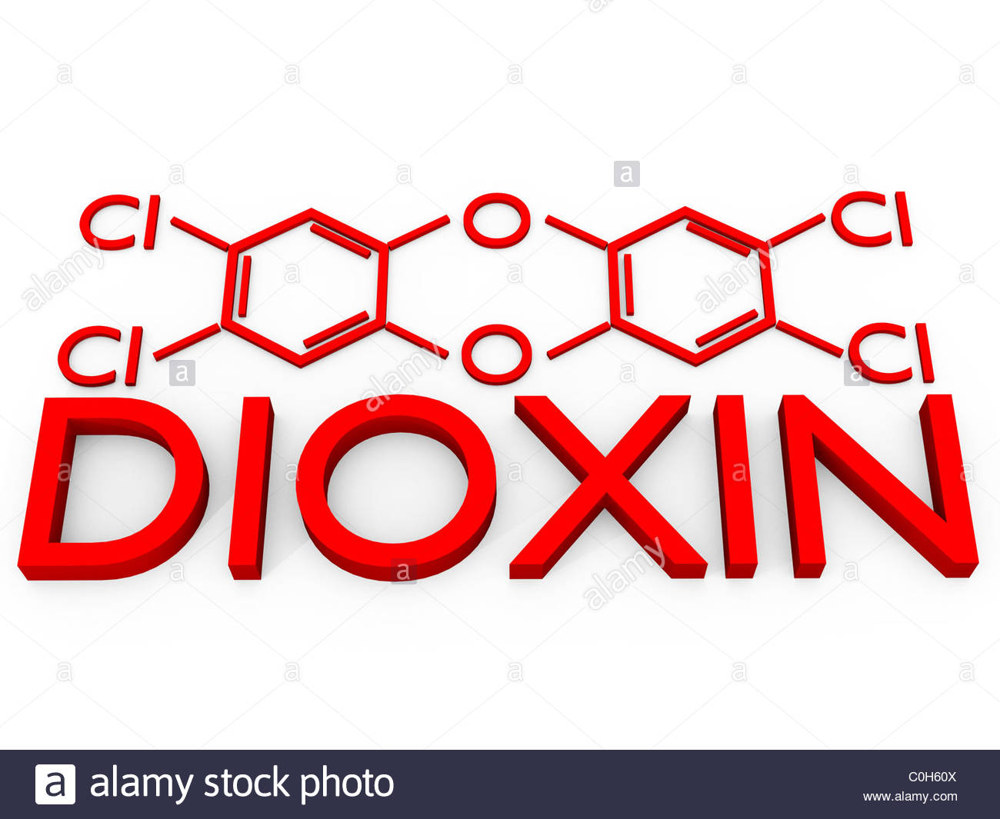 Cl O Cl
Cl O Cl
DIOXIN
a alamy stock photo
C0H60X
www.alamy.com